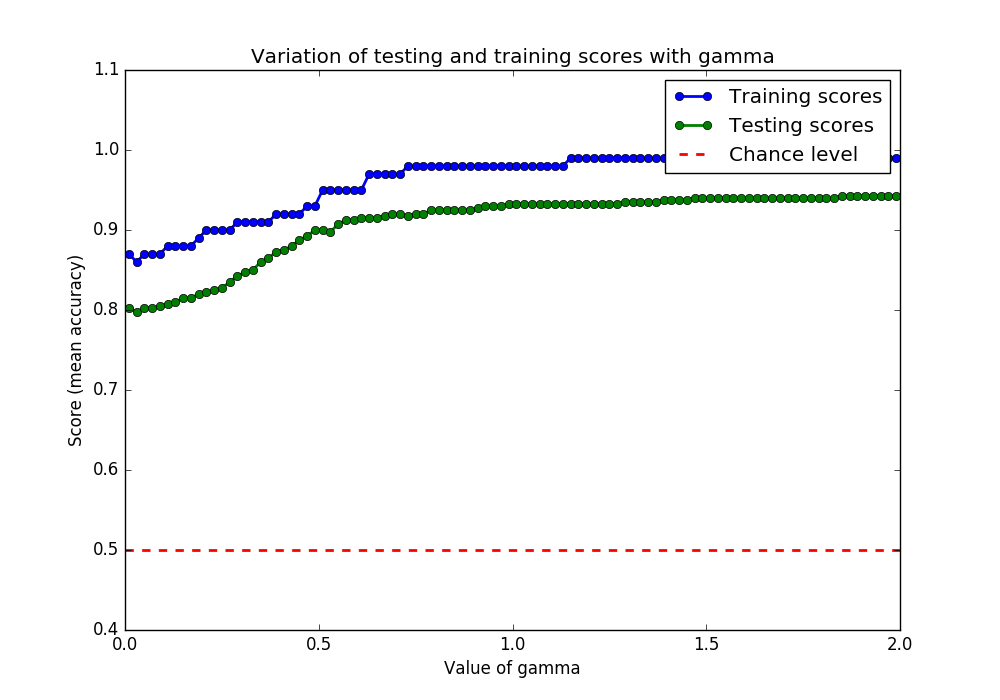 Variation of testing and training scores with gamma
1.1
1.0
0.9
0.8
0.7
0.6
0.5
0.4
Score (mean accuracy)
Training scores
Testing scores
Chance level
0.0 0.5 1.0 1.5 2.0
Value of gamma